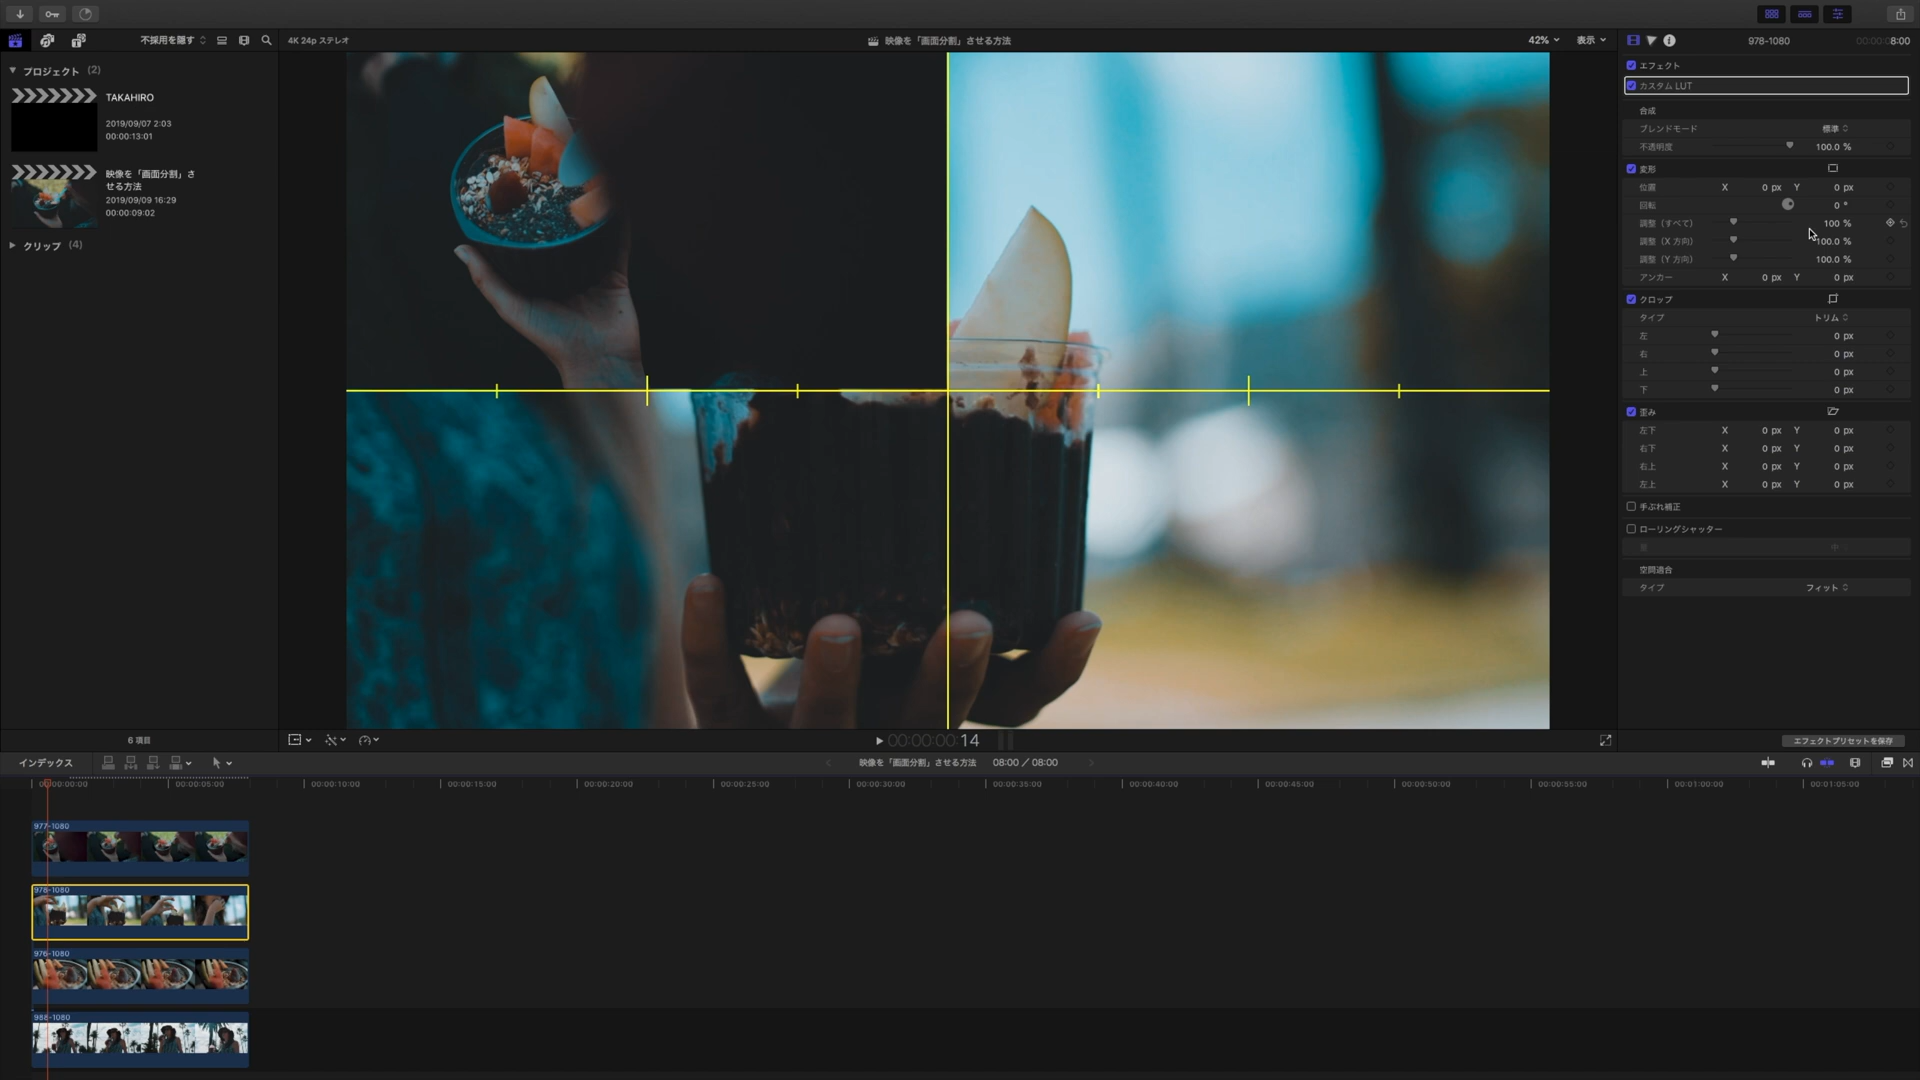 不採用を隠す
4K 24p ステレオ
映像を「画面分割」させる方法
42%
表示
978-1080
00:00:08:00
プロジェクト (2)
TAKAHIRO
2019/09/07 2:03
00:00:13:01
映像を「画面分割」さ
せる方法
2019/09/09 16:29
00:00:09:02
クリップ (4)
6 項目
エフェクト
カスタム LUT
合成
ブレンドモード 標準
不透明度 100.0 %
変形
位置 X 0 px Y 0 px
回転 0 °
調整 (すべて) 100 %
調整 (X 方向) 100.0 %
調整 (Y 方向) 100.0 %
アンカー X 0 px Y 0 px
クロップ
タイプ トリム
左 0 px
右 0 px
上 0 px
下 0 px
歪み
左下 X 0 px Y 0 px
右下 X 0 px Y 0 px
右上 X 0 px Y 0 px
左上 X 0 px Y 0 px
手ぶれ補正
ローリングシャッター
量 中
空間適合
タイプ フィット
エフェクトプリセットを保存
00:00:00:14
インデックス
映像を「画面分割」させる方法 08:00 / 08:00
00:00:00:00 00:00:05:00 00:00:10:00 00:00:15:00 00:00:20:00 00:00:25:00 00:00:30:00 00:00:35:00 00:00:40:00 00:00:45:00 00:00:50:00 00:00:55:00 00:01:00:00 00:01:05:00
977-1080
978-1080
976-1080
988-1080